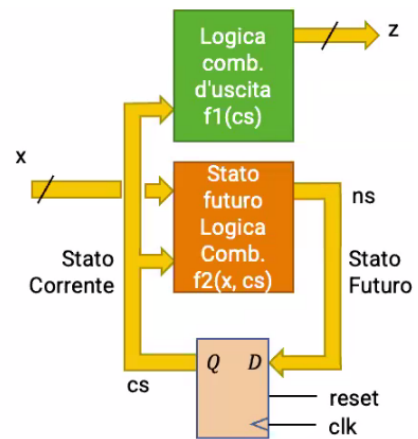 Logica
comb.
d'uscita
f1(cs)
z
x
Stato
futuro
Logica
Comb.
f2(x, cs)
ns
Stato
Corrente
Stato
Futuro
cs
Q D
reset
clk